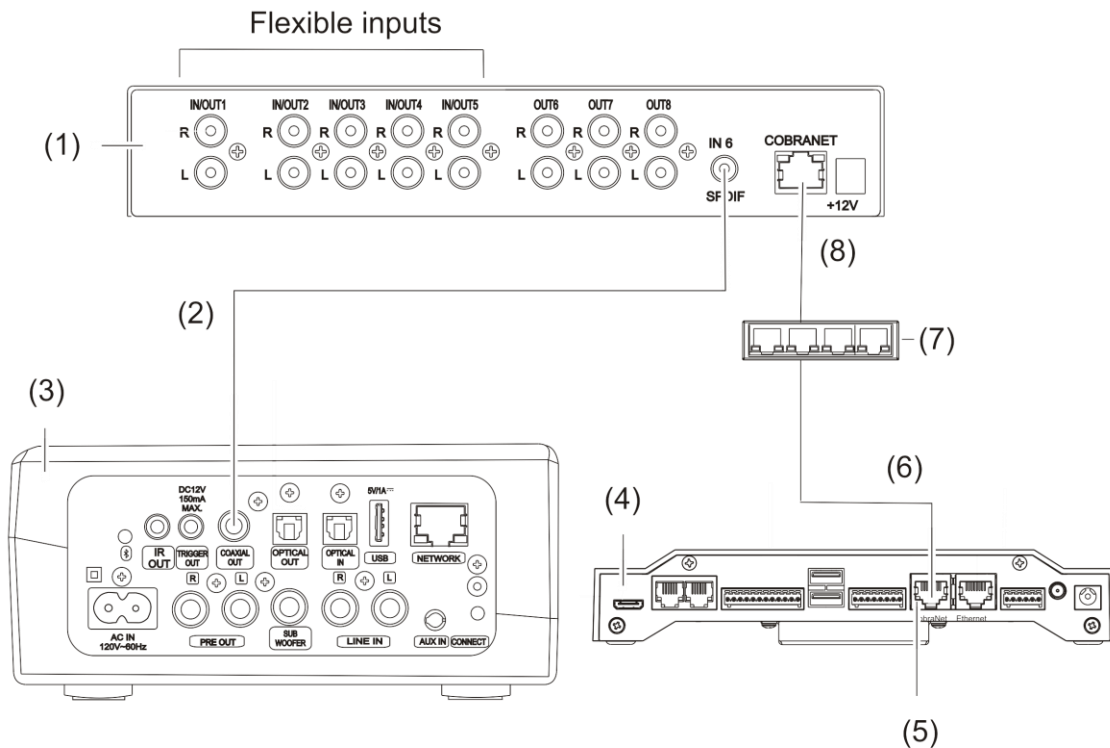 Flexible inputs
IN/OUT1 IN/OUT2 IN/OUT3 IN/OUT4 IN/OUT5 OUT6 OUT7 OUT8
R R R R R R R R
IN 6 COBRANET
(1)
L L L L L L L L
SPDIF
+12V
(8)
(2)
(7)
(3)
DC12V
150mA
MAX.
5V/1A
(6)
(4)
IR
OUT
TRIGGER
OUT
COAXIAL
OUT
OPTICAL
OUT
OPTICAL
IN
USB
NETWORK
R L R L
AC IN
120V~60Hz
PRE OUT
SUB
WOOFER
LINE IN
AUX IN
CONNECT
CobraNet Ethernet
(5)